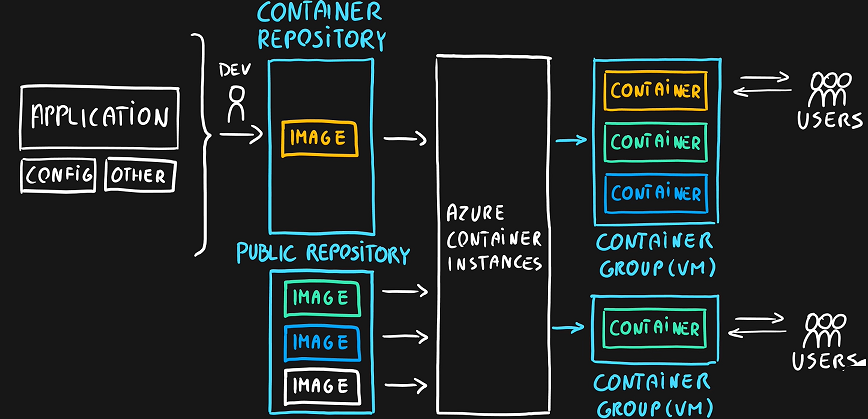 CONTAINER
REPOSITORY
DEV
APPLICATION
CONFIG
OTHER
IMAGE
PUBLIC REPOSITORY
IMAGE
IMAGE
IMAGE
AZURE
CONTAINER
INSTANCES
CONTAINER
CONTAINER
CONTAINER
CONTAINER
GROUP(VM)
USERS
CONTAINER
CONTAINER
GROUP(VM)
USERS